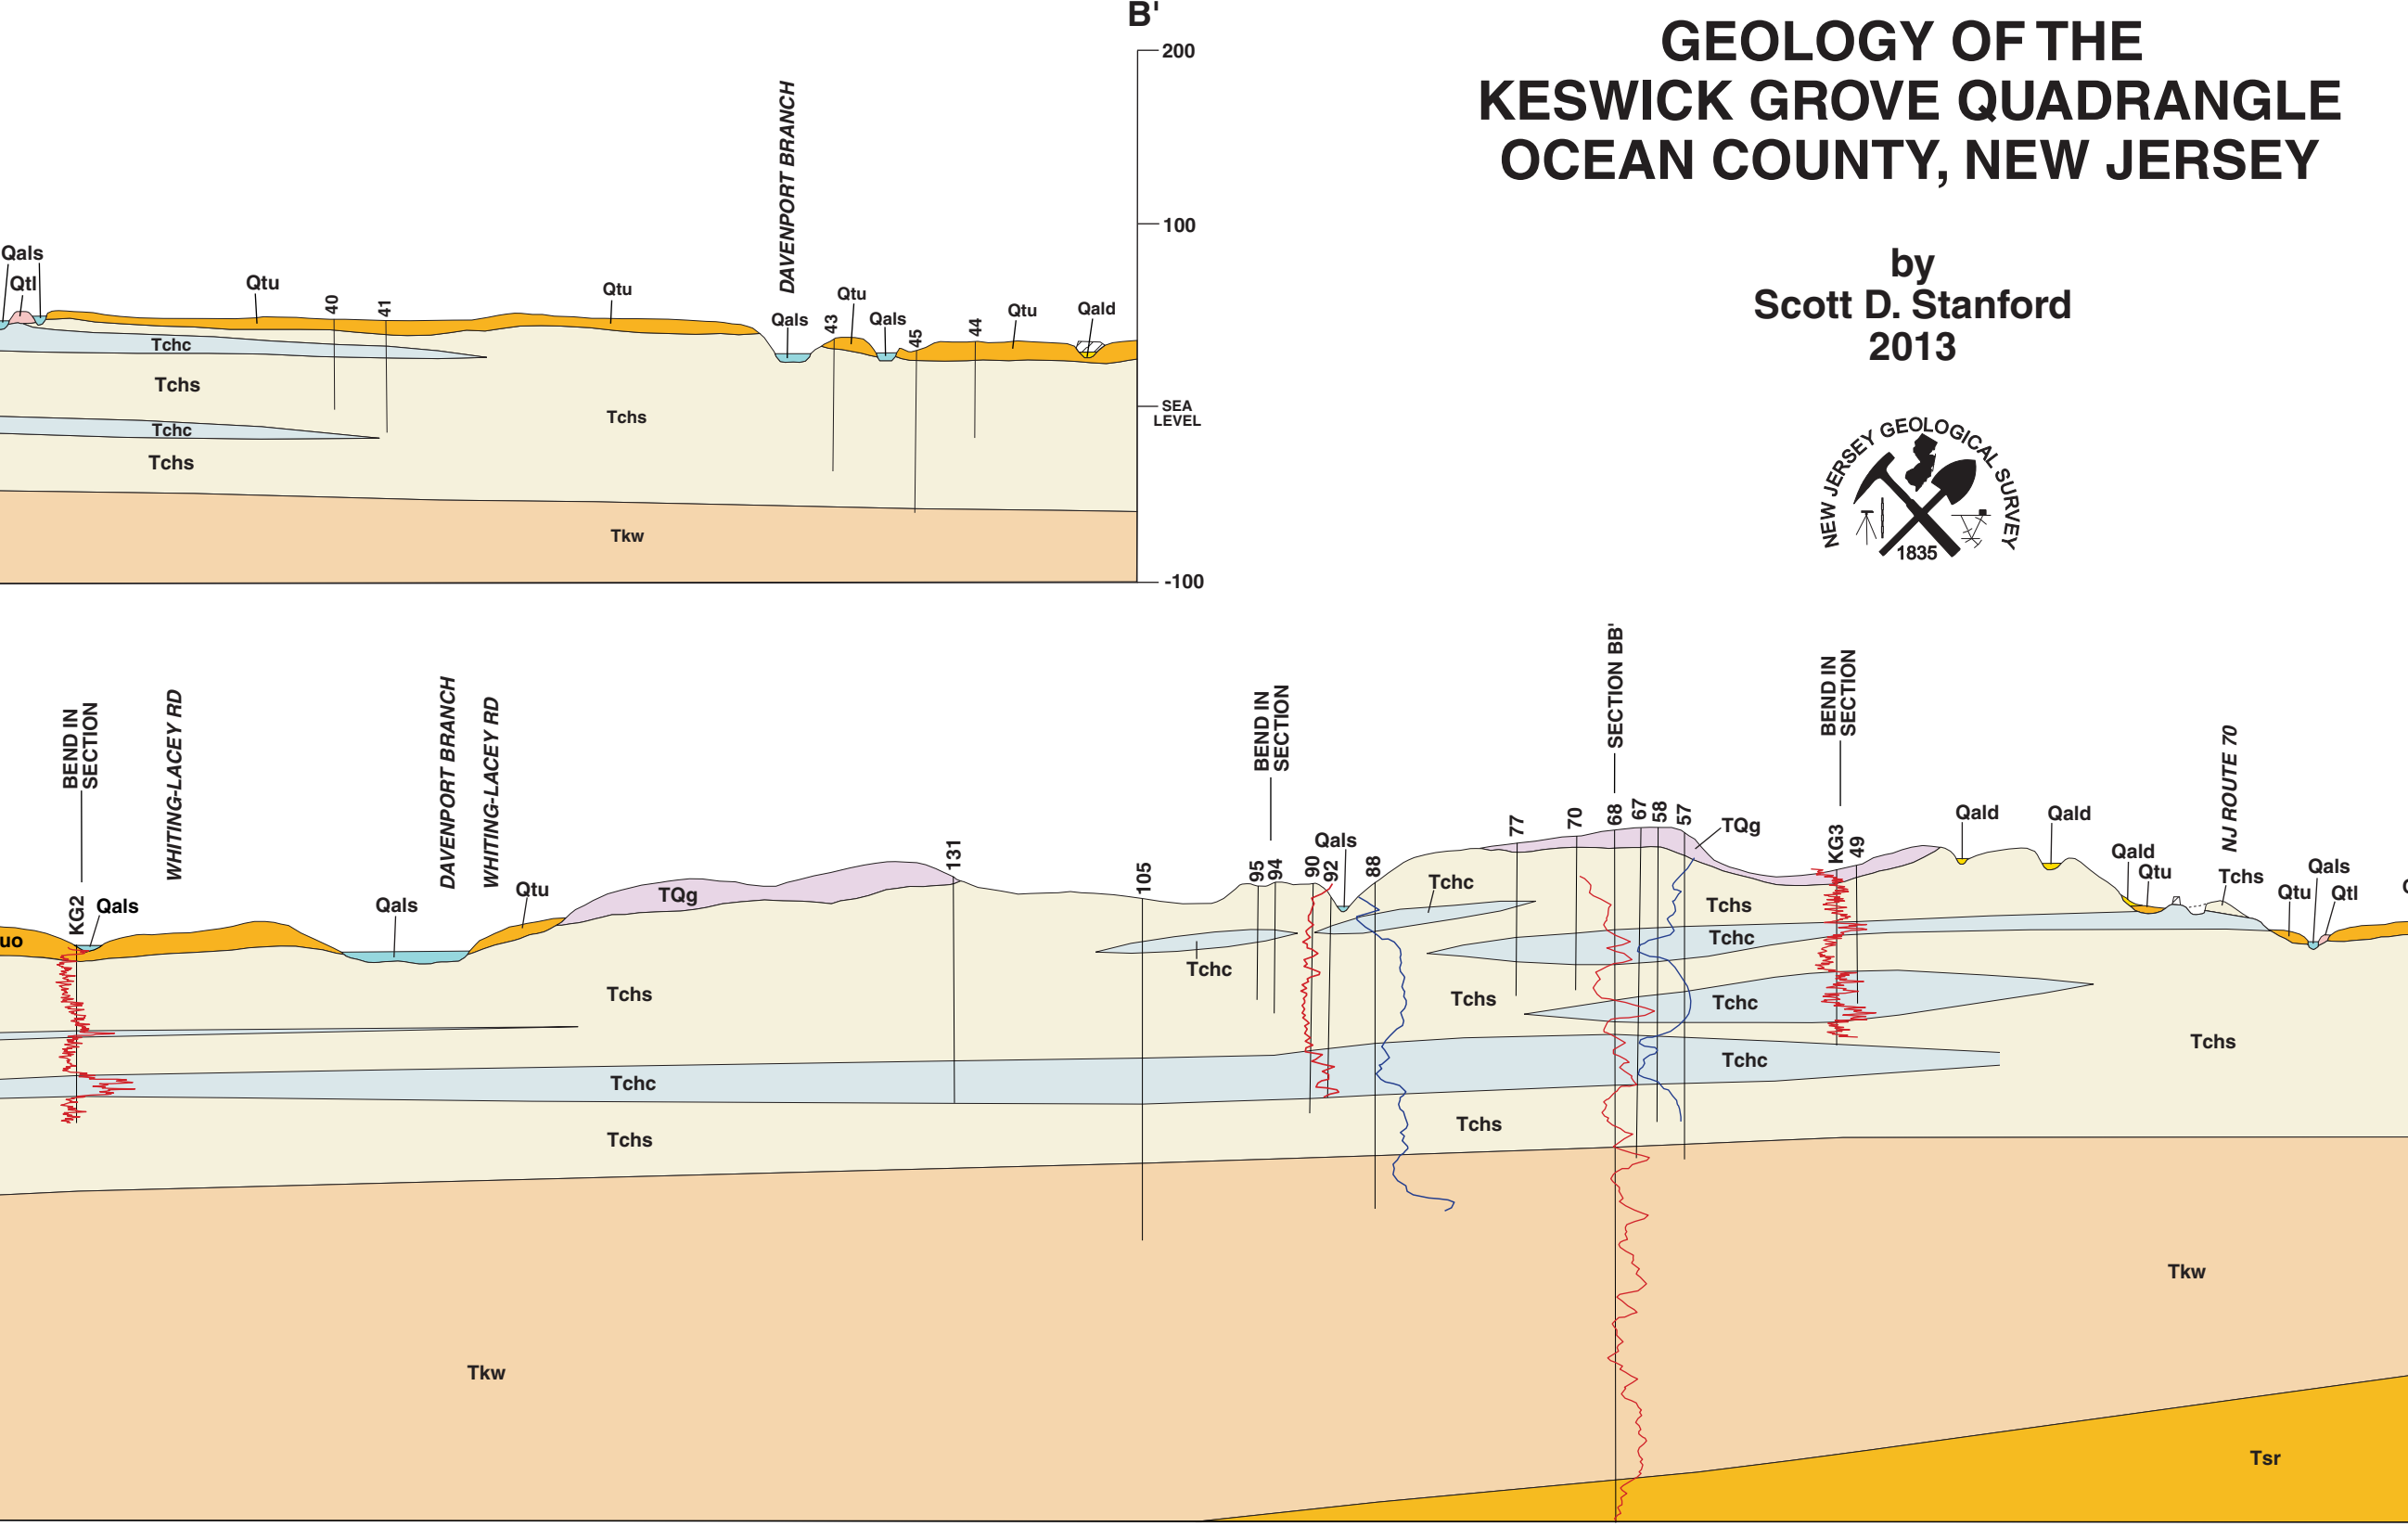 B'
200
GEOLOGY OF THE
KESWICK GROVE QUADRANGLE
OCEAN COUNTY, NEW JERSEY
by
Scott D. Stanford
2013
NEW JERSEY GEOLOGICAL SURVEY
1835
DAVENPORT BRANCH
100
Qals
Qtl
Qtu
40
41
Qtu
Qals
43
Qtu
Qals
45
44
Qtu
Qald
Tchc
Tchs
Tchs
SEA
LEVEL
Tchc
Tchs
Tkw
-100
BEND IN
SECTION
WHITING-LACEY RD
DAVENPORT BRANCH
WHITING-LACEY RD
BEND IN
SECTION
SECTION BB'
BEND IN
SECTION
NJ ROUTE 70
uo
KG2
Qals
Qals
Qtu
TQg
131
105
95
94
90
92
Qals
88
77
70
68
67
58
57
TQg
KG3
49
Qald
Qald
Qald
Qtu
Tchs
Qtu
Qals
Qtl
Tchc
Tchs
Tchc
Tchc
Tchs
Tchs
Tchc
Tchs
Tchc
Tchc
Tchs
Tchs
Tkw
Tkw
Tsr